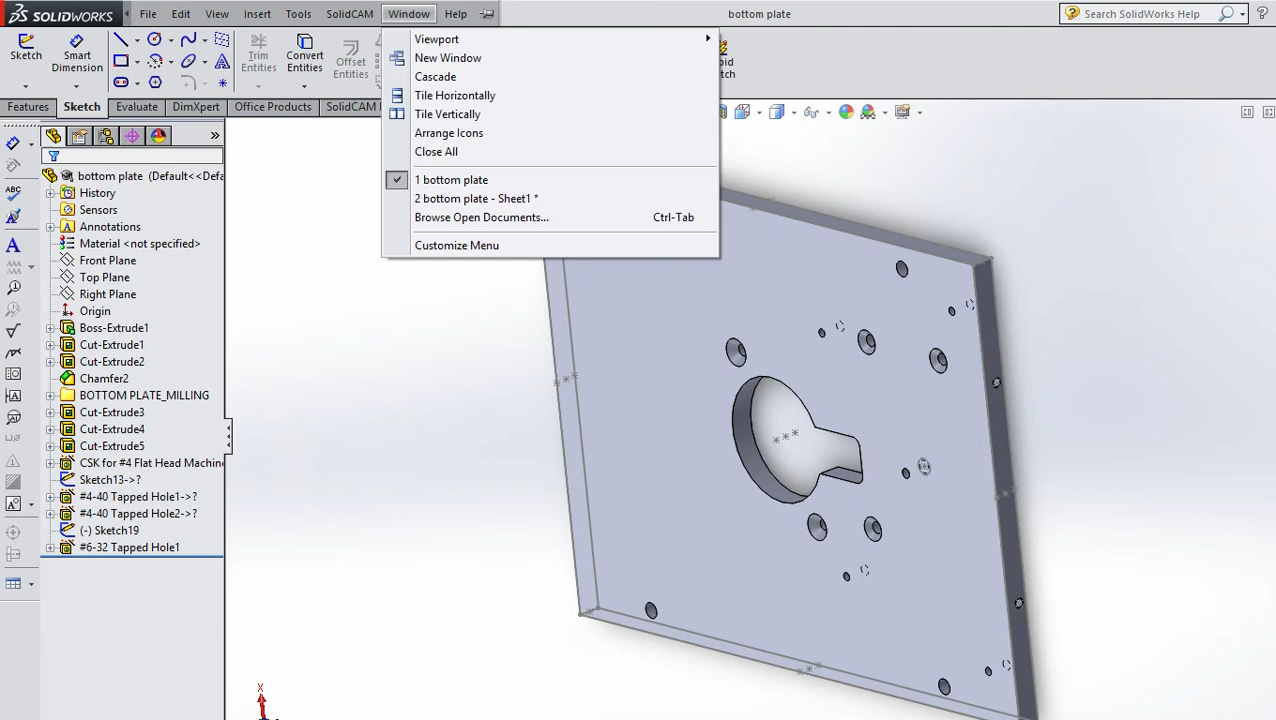 SOLIDWORKS File Edit View Insert Tools SolidCAM Window Help bottom plate Search SolidWorks Help
Sketch
Smart Dimension
Trim Entities
Convert Entities
Offset Entities
Features Sketch Evaluate DimXpert Office Products SolidCAM
Viewport
New Window
Cascade
Tile Horizontally
Tile Vertically
Arrange Icons
Close All
1 bottom plate
2 bottom plate - Sheet1 *
Browse Open Documents... Ctrl-Tab
Customize Menu
bottom plate (Default<<Defa
History
Sensors
Annotations
Material <not specified>
Front Plane
Top Plane
Right Plane
Origin
Boss-Extrude1
Cut-Extrude1
Cut-Extrude2
Chamfer2
BOTTOM PLATE_MILLING
Cut-Extrude3
Cut-Extrude4
Cut-Extrude5
CSK for #4 Flat Head Machine
Sketch13->?
#4-40 Tapped Hole1->?
#4-40 Tapped Hole2->?
(-) Sketch19
#6-32 Tapped Hole1
X